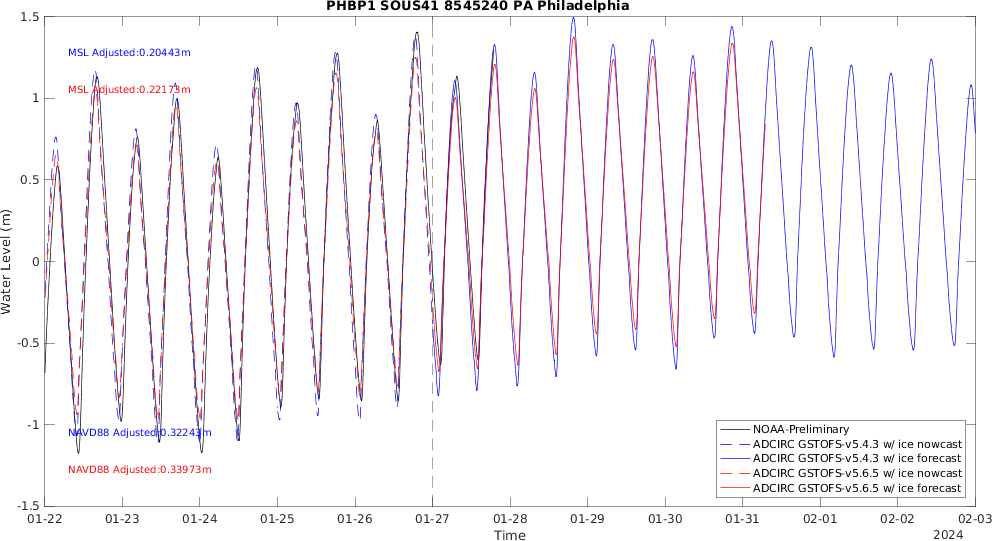 PHBP1 SOUS41 8545240 PA Philadelphia
1.5
1
0.5
0
-0.5
-1
-1.5
Water Level (m)
MSL Adjusted:0.20443m
MSL Adjusted:0.22173m
NAVD88 Adjusted:0.32243m
NAVD88 Adjusted:0.33973m
NOAA-Preliminary
ADCIRC GSTOFS-v5.4.3 w/ ice nowcast
ADCIRC GSTOFS-v5.4.3 w/ ice forecast
ADCIRC GSTOFS-v5.6.5 w/ ice nowcast
ADCIRC GSTOFS-v5.6.5 w/ ice forecast
01-22 01-23 01-24 01-25 01-26 01-27 01-28 01-29 01-30 01-31 02-01 02-02 02-03
Time
2024